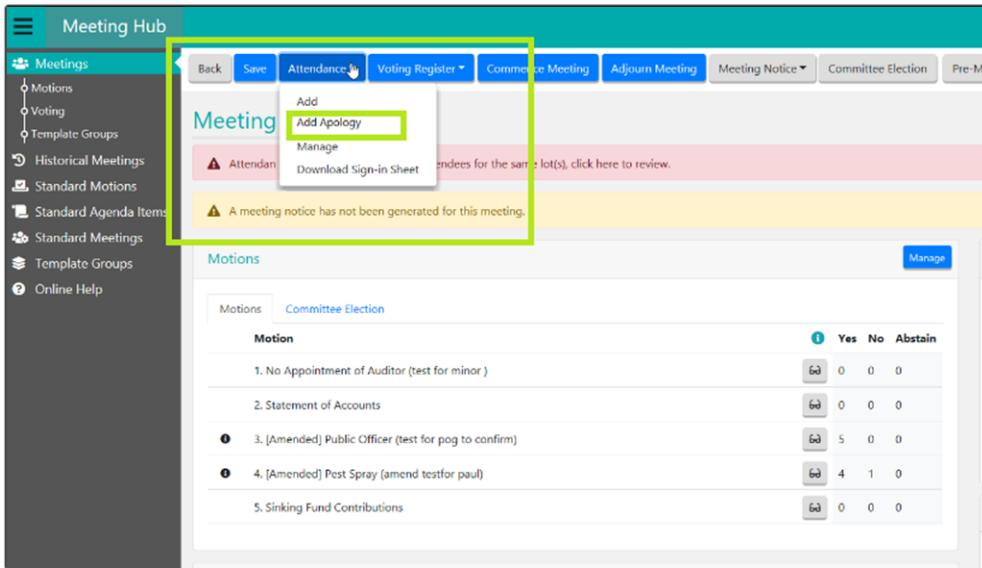 Meeting Hub
Meetings
Motions
Voting
Template Groups
Historical Meetings
Standard Motions
Standard Agenda Items
Standard Meetings
Template Groups
Online Help
Back Save Attendance Voting Register Commence Meeting Adjourn Meeting Meeting Notice Committee Election Pre-M
Add
Add Apology
Manage
Download Sign-in Sheet
Meeting
Attendan endees for the same lot(s), click here to review.
A meeting notice has not been generated for this meeting.
Motions Manage
Motions Committee Election
Motion Yes No Abstain
1. No Appointment of Auditor (test for minor ) 0 0 0
2. Statement of Accounts 0 0 0
3. [Amended] Public Officer (test for pog to confirm) 5 0 0
4. [Amended] Pest Spray (amend testfor paul) 4 1 0
5. Sinking Fund Contributions 0 0 0